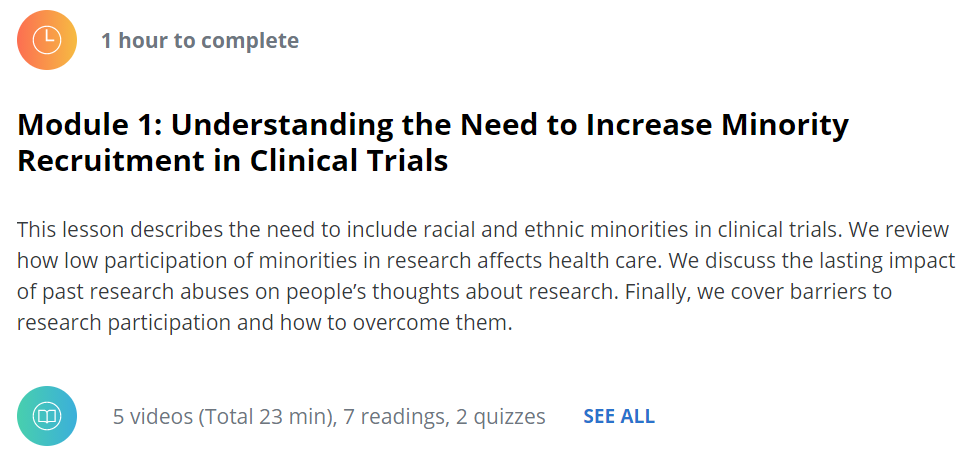 1 hour to complete
Module 1: Understanding the Need to Increase Minority
Recruitment in Clinical Trials
This lesson describes the need to include racial and ethnic minorities in clinical trials. We review
how low participation of minorities in research affects health care. We discuss the lasting impact
of past research abuses on people’s thoughts about research. Finally, we cover barriers to
research participation and how to overcome them.
5 videos (Total 23 min), 7 readings, 2 quizzes SEE ALL